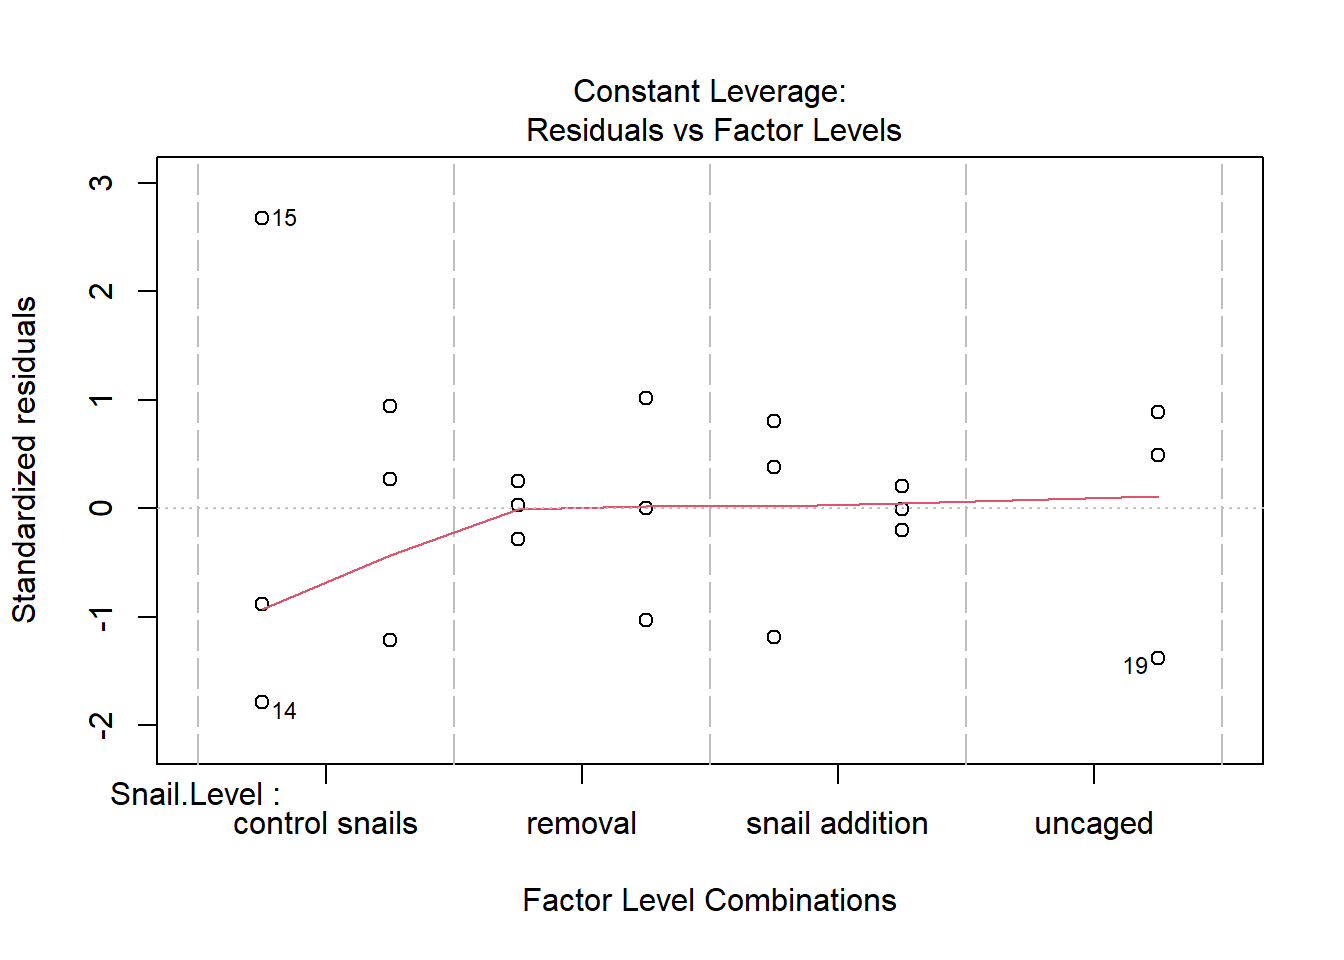 Constant Leverage:
Residuals vs Factor Levels
Standardized residuals
3
2
1
0
-1
-2
15
14
19
Snail.Level :
control snails removal snail addition uncaged
Factor Level Combinations